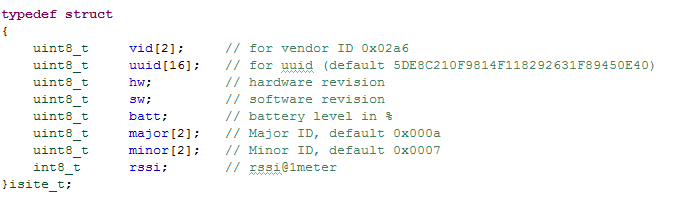 typedef struct
{
uint8_t vid[2]; // for vendor ID 0x02a6
uint8_t uuid[16]; // for uuid (default 5DE8C210F9814F118292631F89450E40)
uint8_t hw; // hardware revision
uint8_t sw; // software revision
uint8_t batt; // battery level in %
uint8_t major[2]; // Major ID, default 0x000a
uint8_t minor[2]; // Minor ID, default 0x0007
int8_t rssi; // rssi@1meter
}isite_t;